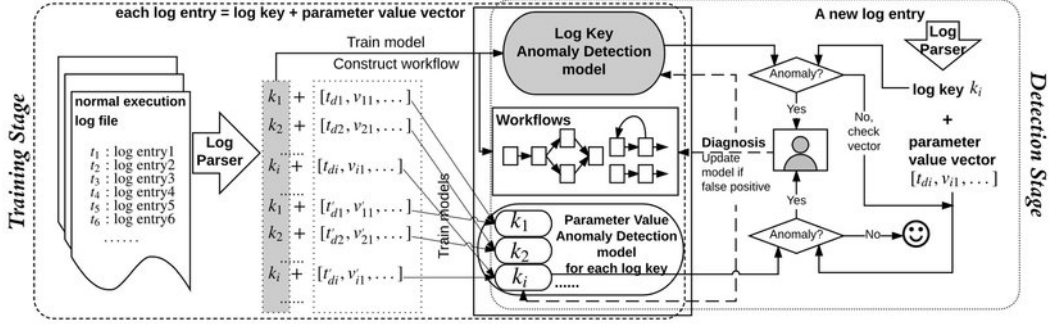 Training Stage
each log entry = log key + parameter value vector
normal execution
log file
t1 : log entry1
t2 : log entry2
t3 : log entry3
t4 : log entry4
t5 : log entry5
t6 : log entry6
......
Log
Parser
Train model
Construct workflow
k1 + [td1, v11, . . . ]
k2 + [td2, v21, . . . ]
......
ki + [tdi, vi1, . . . ]
......
k1 + [t'd1, v'11, . . . ]
k2 + [t'd2, v'21, . . . ]
......
ki + [t'di, v'i1, . . . ]
......
Train models
Log Key
Anomaly Detection
model
Workflows
k1
k2
ki
Parameter Value
Anomaly Detection
model
for each log key
......
Diagnosis
Update
model if
false positive
A new log entry
Log
Parser
Anomaly?
Yes
No,
check
vector
log key ki
+
parameter
value vector
[tdi, vi1, . . . ]
Yes
Anomaly?
No
Detection Stage